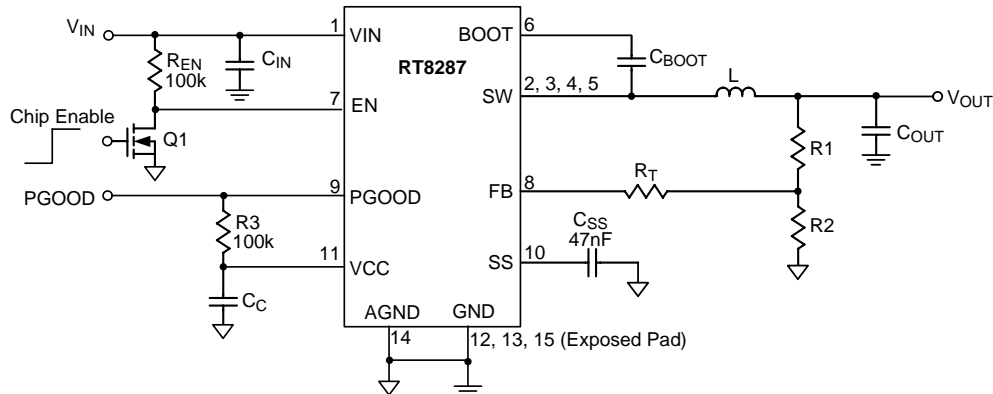 VIN
REN
100k
CIN
1
VIN
RT8287
BOOT
6
CBOOT
7
EN
SW
2, 3, 4, 5
L
VOUT
Chip Enable
Q1
COUT
R1
PGOOD
9
PGOOD
FB
8
RT
R3
100k
R2
CSS
47nF
11
VCC
SS
10
CC
AGND
GND
14
12, 13, 15 (Exposed Pad)